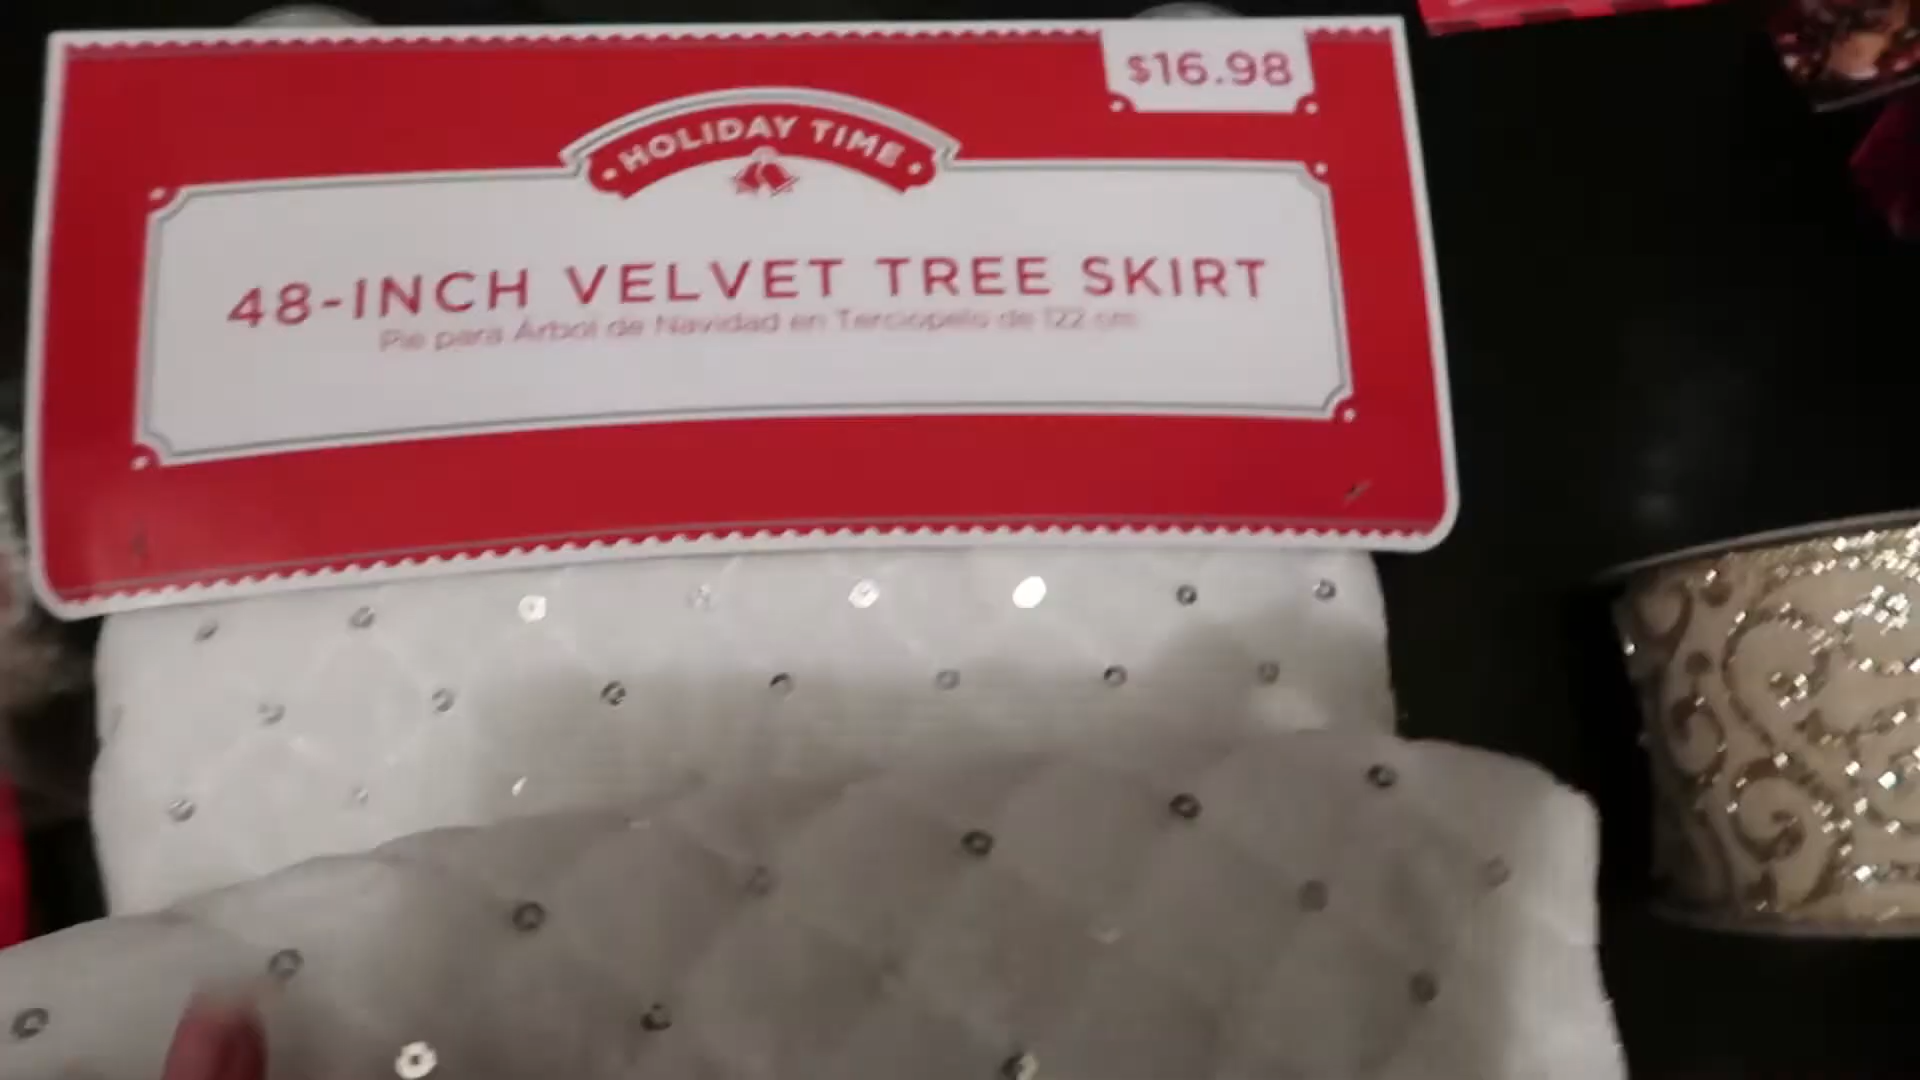 $16.98
HOLIDAY TIME
48-INCH VELVET TREE SKIRT
Pie para Árbol de Navidad en Terciopelo de 122 cm